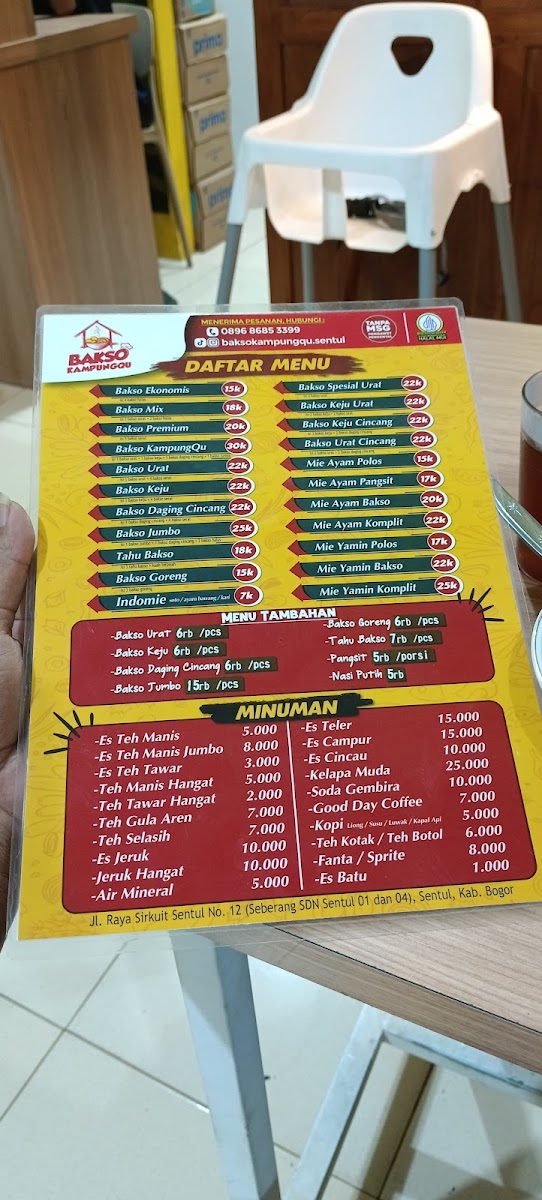 primo
primo
primo
MENERIMA PESANAN, HUBUNGI :
0896 8685 3399
baksokampungqu.sentul
TANPA
MSG
HALAL MUI
BAKSO
KAMPUNGQU
DAFTAR MENU
Bakso Ekonomis 15k
Bakso Mix 18k
Bakso Premium 20k
Bakso KampungQu 30k
Bakso Urat 22k
Bakso Keju 22k
Bakso Daging Cincang 22k
Bakso Jumbo 25k
Tahu Bakso 18k
Bakso Goreng 15k
Indomie soto / ayam bawang / kari 7k
Bakso Spesial Urat 22k
Bakso Keju Urat 22k
Bakso Keju Cincang 22k
Bakso Urat Cincang 22k
Mie Ayam Polos 15k
Mie Ayam Pangsit 17k
Mie Ayam Bakso 20k
Mie Ayam Komplit 22k
Mie Yamin Polos 17k
Mie Yamin Bakso 22k
Mie Yamin Komplit 25k
MENU TAMBAHAN
-Bakso Urat 6rb /pcs
-Bakso Keju 6rb /pcs
-Bakso Daging Cincang 6rb /pcs
-Bakso Jumbo 15rb /pcs
-Bakso Goreng 6rb /pcs
-Tahu Bakso 7rb /pcs
-Pangsit 5rb /porsi
-Nasi Putih 5rb
MINUMAN
-Es Teh Manis 5.000
-Es Teh Manis Jumbo 8.000
-Es Teh Tawar 3.000
-Teh Manis Hangat 5.000
-Teh Tawar Hangat 2.000
-Teh Gula Aren 7.000
-Teh Selasih 7.000
-Es Jeruk 10.000
-Jeruk Hangat 10.000
-Air Mineral 5.000
-Es Teler 15.000
-Es Campur 15.000
-Es Cincau 10.000
-Kelapa Muda 25.000
-Soda Gembira 10.000
-Good Day Coffee 7.000
-Kopi Liong / Susu / Luwak / Kapal Api 5.000
-Teh Kotak / Teh Botol 6.000
-Fanta / Sprite 8.000
-Es Batu 1.000
Jl. Raya Sirkuit Sentul No. 12 (Seberang SDN Sentul 01 dan 04), Sentul, Kab. Bogor